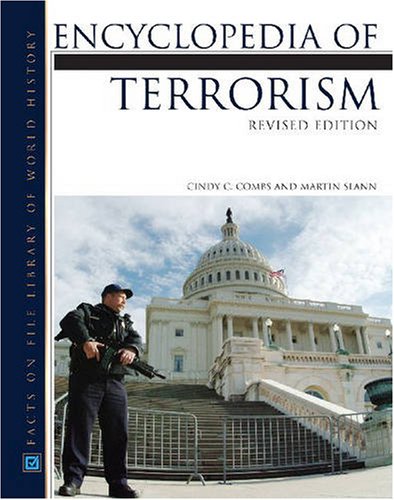 ENCYCLOPEDIA OF
TERRORISM
REVISED EDITION
CINDY C. COMBS AND MARTIN SLANN
FACTS ON FILE LIBRARY OF WORLD HISTORY